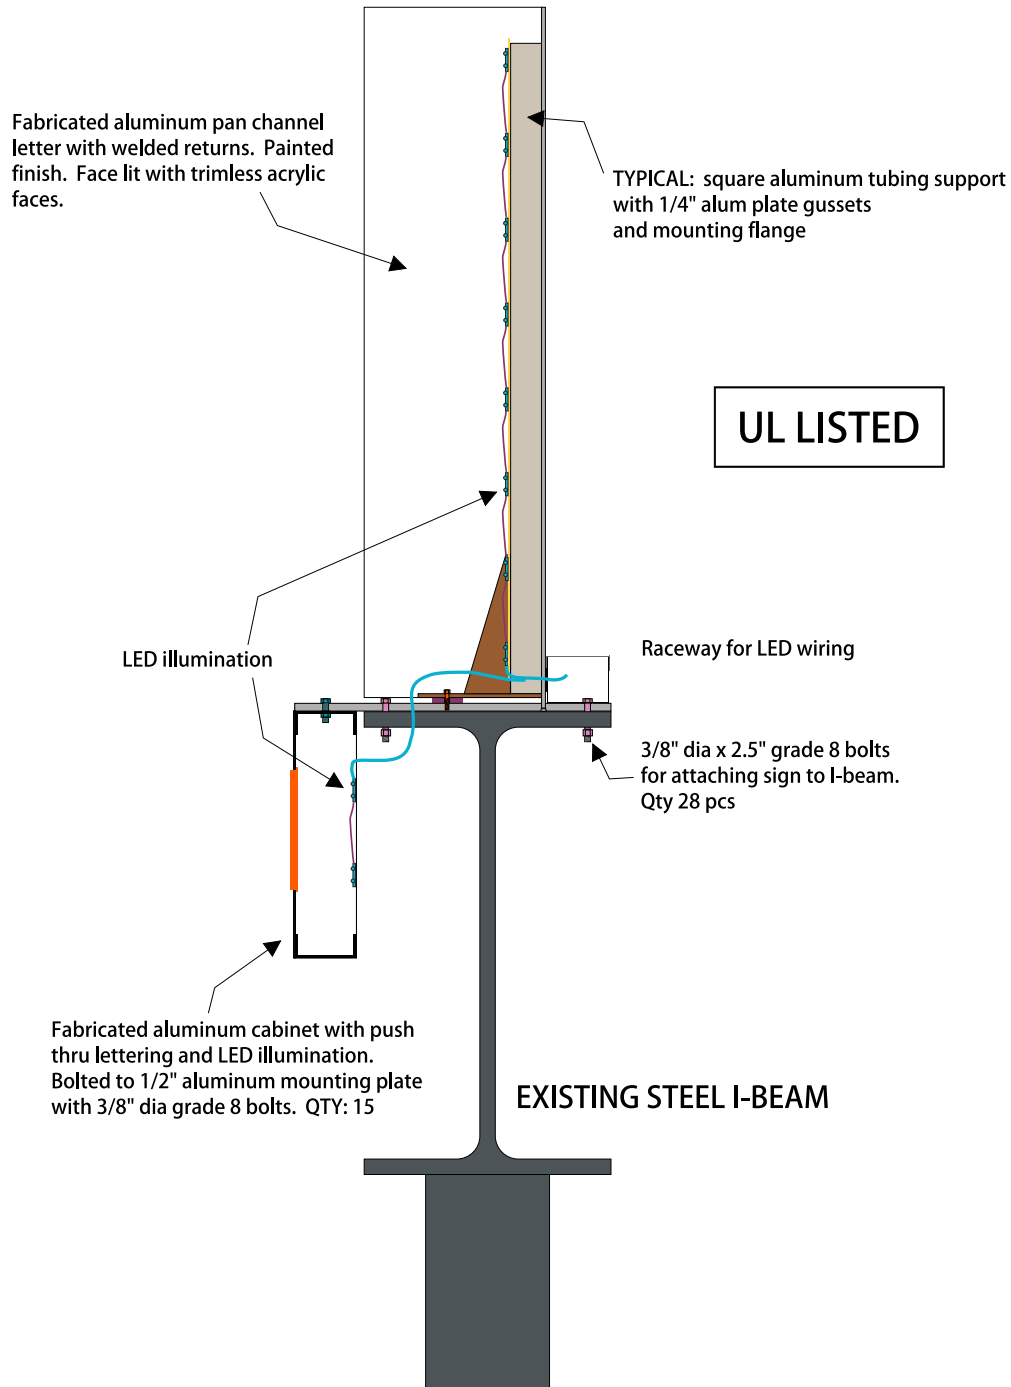 Fabricated aluminum pan channel
letter with welded returns.  Painted
finish.  Face lit with trimless acrylic
faces.
TYPICAL:  square aluminum tubing support
with 1/4" alum plate gussets
and mounting flange
UL LISTED
LED illumination
Raceway for LED wiring
3/8" dia x 2.5" grade 8 bolts
for attaching sign to I-beam.
Qty 28 pcs
Fabricated aluminum cabinet with push
thru lettering and LED illumination.
Bolted to 1/2" aluminum mounting plate
with 3/8" dia grade 8 bolts.  QTY: 15
EXISTING STEEL I-BEAM